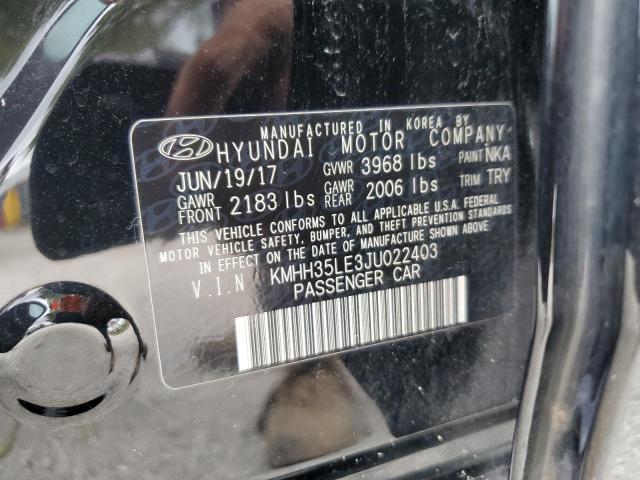 MANUFACTURED IN KOREA BY
HYUNDAI MOTOR COMPANY
JUN/19/17 GVWR 3968 lbs PAINT NKA
GAWR FRONT 2183 lbs GAWR REAR 2006 lbs TRIM TRY
THIS VEHICLE CONFORMS TO ALL APPLICABLE U.S.A. FEDERAL
MOTOR VEHICLE SAFETY, BUMPER, AND THEFT PREVENTION STANDARDS
IN EFFECT ON THE DATE OF MANUFACTURE SHOWN ABOVE.
V.I.N KMHH35LE3JU022403
PASSENGER CAR